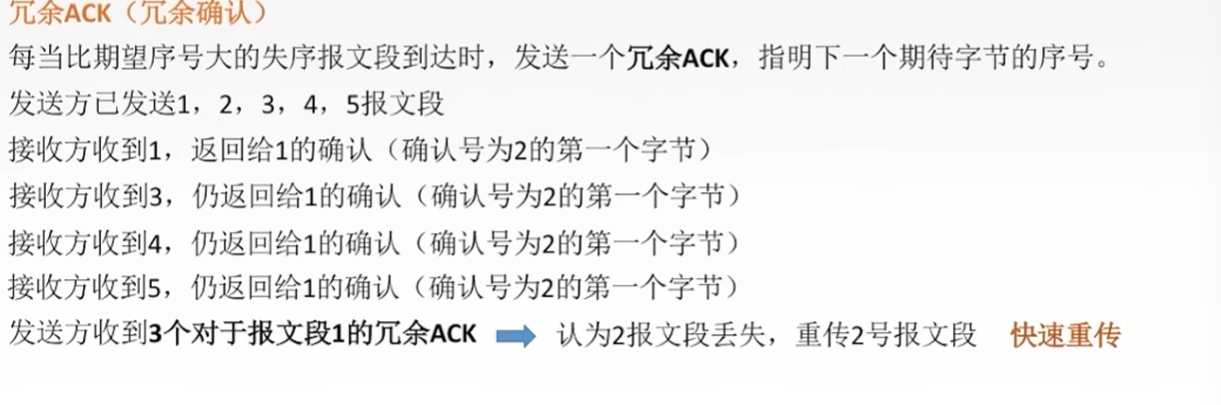 冗余ACK（冗余确认）
每当比期望序号大的失序报文段到达时，发送一个冗余ACK，指明下一个期待字节的序号。
发送方已发送1，2，3，4，5报文段
接收方收到1，返回给1的确认（确认号为2的第一个字节）
接收方收到3，仍返回给1的确认（确认号为2的第一个字节）
接收方收到4，仍返回给1的确认（确认号为2的第一个字节）
接收方收到5，仍返回给1的确认（确认号为2的第一个字节）
发送方收到3个对于报文段1的冗余ACK 认为2报文段丢失，重传2号报文段 快速重传